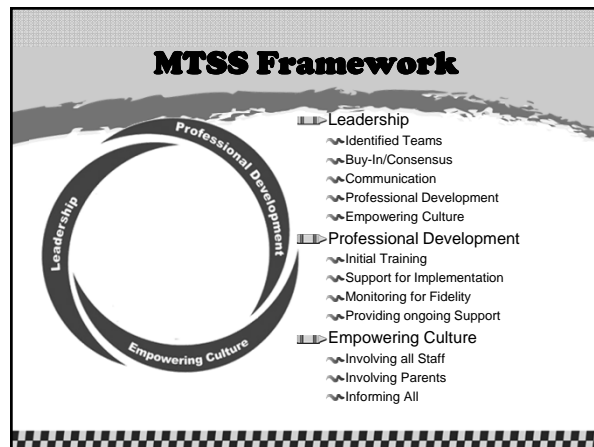 MTSS Framework
Professional Development
Leadership
Empowering Culture
Leadership
Identified Teams
Buy-In/Consensus
Communication
Professional Development
Empowering Culture
Professional Development
Initial Training
Support for Implementation
Monitoring for Fidelity
Providing ongoing Support
Empowering Culture
Involving all Staff
Involving Parents
Informing All